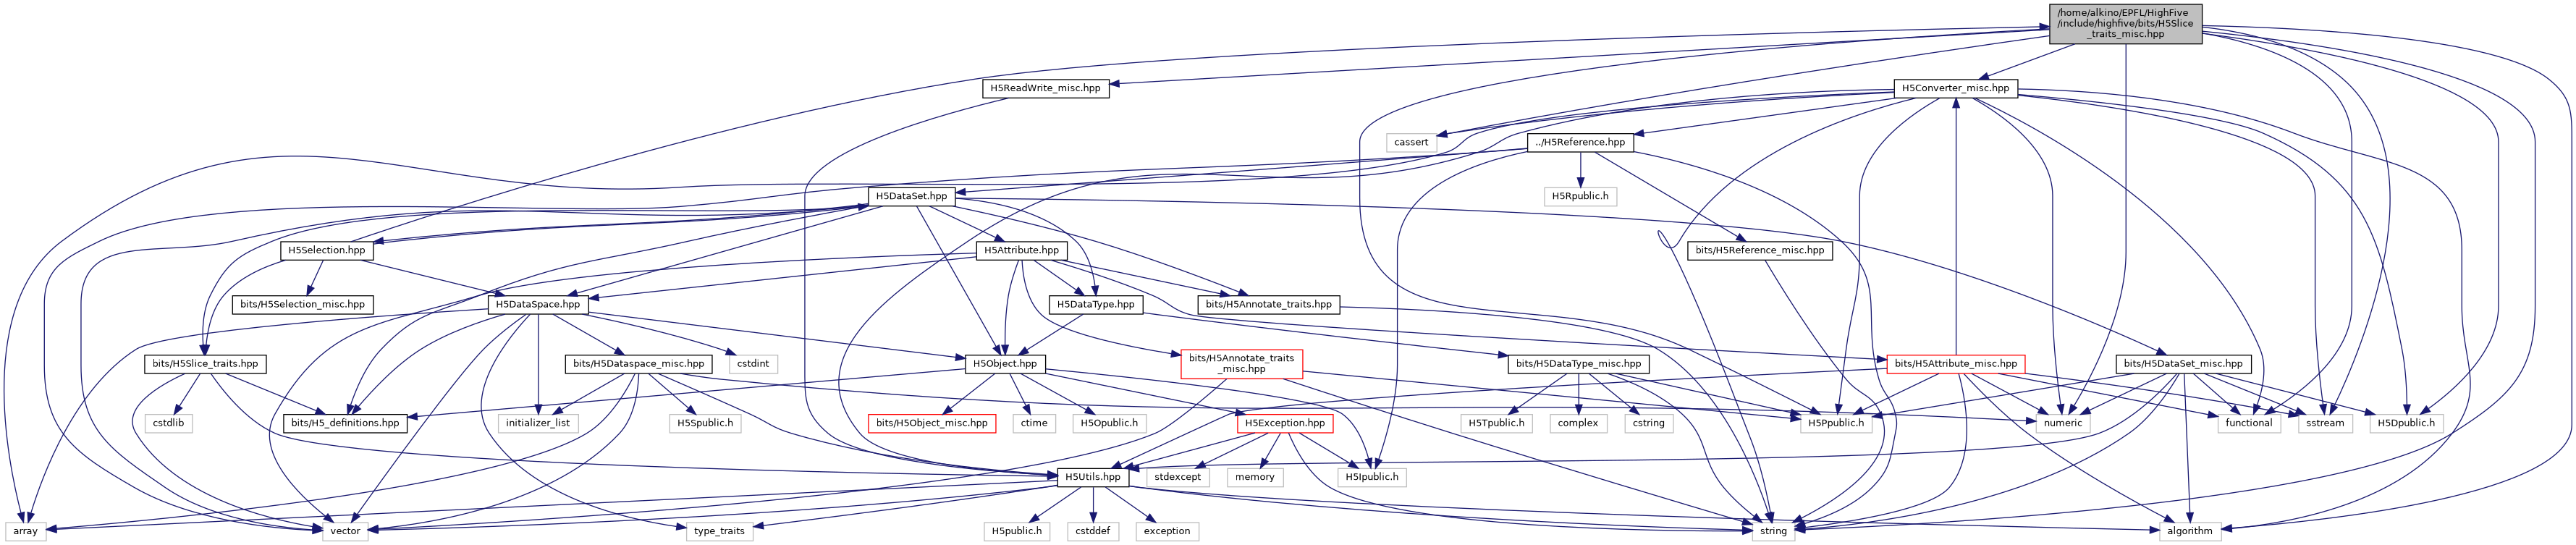 /home/alkino/EPFL/HighFive
/include/highfive/bits/H5Slice
_traits_misc.hpp
H5ReadWrite_misc.hpp
H5Converter_misc.hpp
cassert
../H5Reference.hpp
H5DataSet.hpp
H5Rpublic.h
H5Selection.hpp
H5Attribute.hpp
bits/H5Reference_misc.hpp
bits/H5Selection_misc.hpp
H5DataSpace.hpp
H5DataType.hpp
bits/H5Annotate_traits.hpp
bits/H5Slice_traits.hpp
bits/H5Dataspace_misc.hpp
cstdint
H5Object.hpp
bits/H5Annotate_traits
_misc.hpp
bits/H5DataType_misc.hpp
bits/H5Attribute_misc.hpp
bits/H5DataSet_misc.hpp
cstdlib
bits/H5_definitions.hpp
initializer_list
H5Spublic.h
bits/H5Object_misc.hpp
ctime
H5Opublic.h
H5Exception.hpp
H5Tpublic.h
complex
cstring
H5Ppublic.h
numeric
functional
sstream
H5Dpublic.h
H5Utils.hpp
stdexcept
memory
H5Ipublic.h
array
vector
type_traits
H5public.h
cstddef
exception
string
algorithm